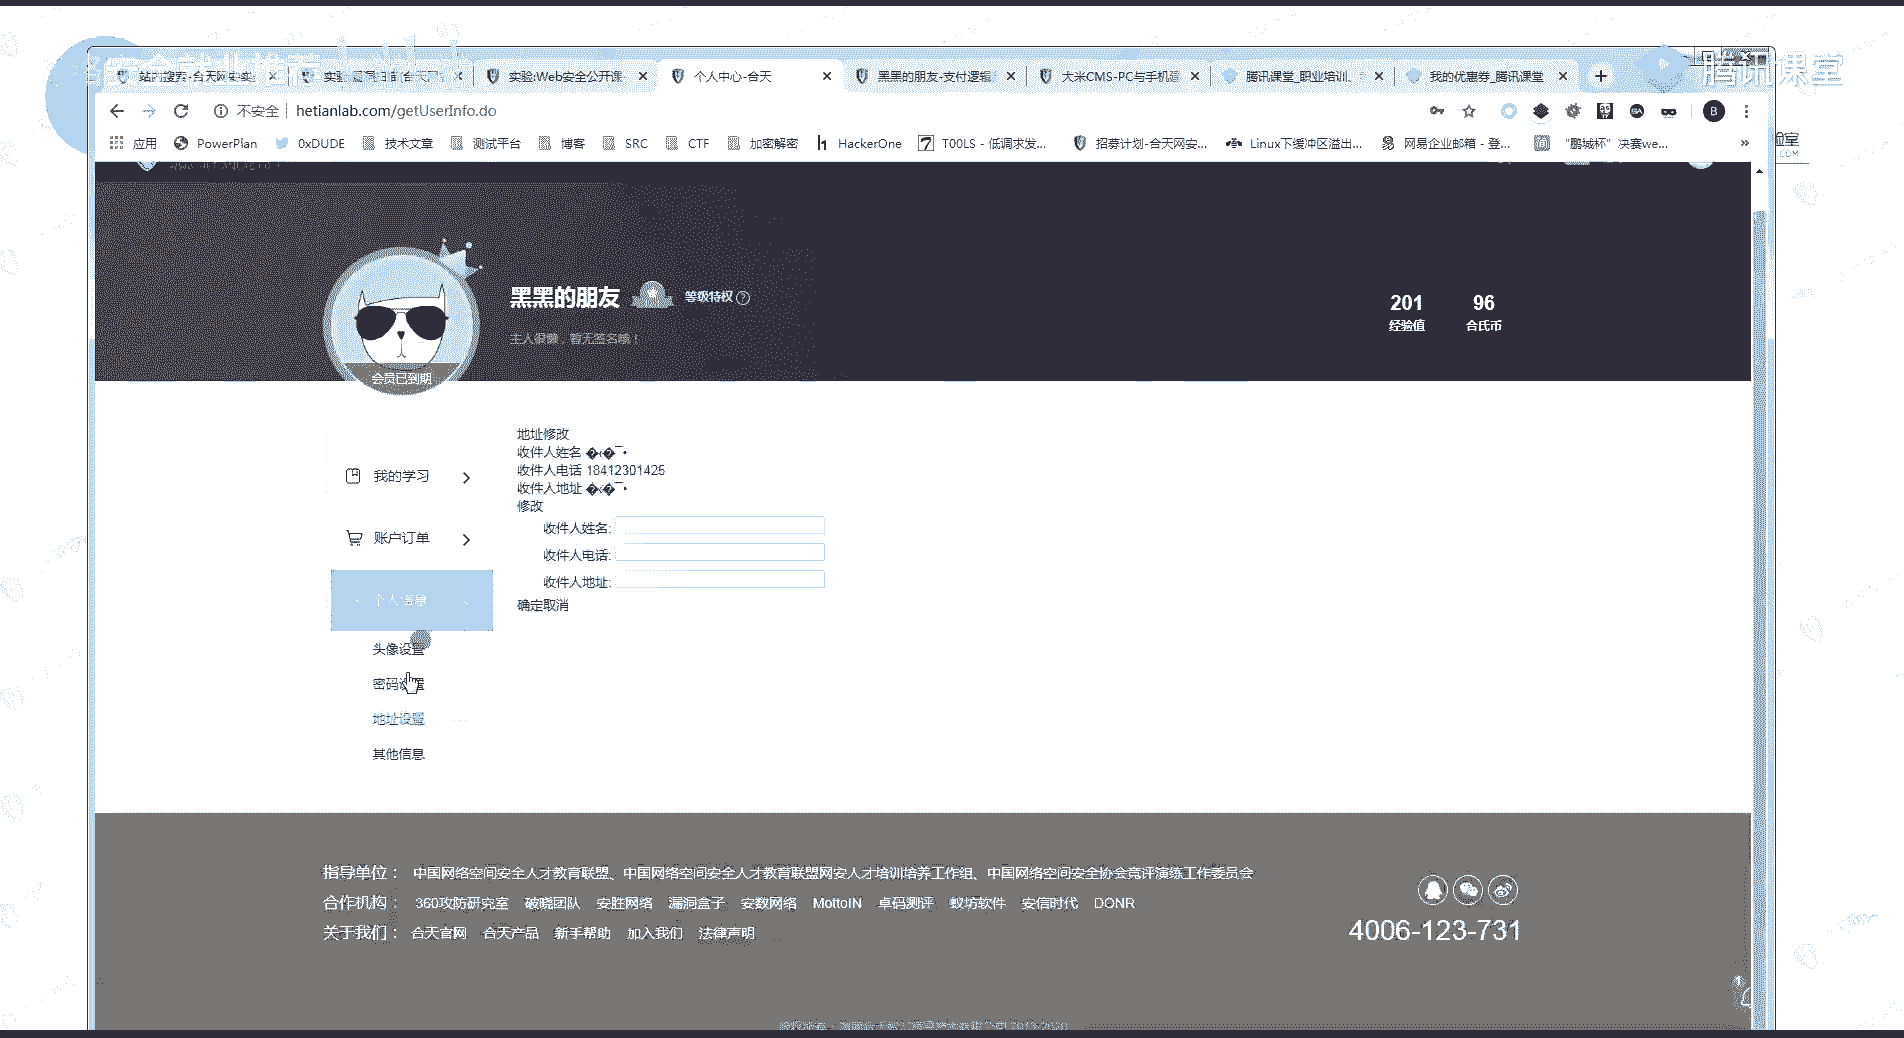 安全就业推荐
腾讯课堂
实验:Web安全公开课-
个人中心-合天
黑黑的朋友-支付逻辑
大米CMS-PC与手机建
腾讯课堂_职业培训、
我的优惠券_腾讯课堂
不安全
hetianlab.com/getUserInfo.do
B
应用 PowerPlan 0xDUDE 技术文章 测试平台 博客 SRC CTF 加密解密 HackerOne T00LS - 低调求发... 招募计划-合天网安... Linux下缓冲区溢出... 网易企业邮箱 - 登... "鹏城杯" 决赛we...
黑黑的朋友 等级特权
主人很懒，暂无签名哦！
201 96
经验值 合氏币
会员已到期
我的学习
账户订单
个人信息
头像设置
密码设置
地址设置
其他信息
地址修改
收件人姓名
收件人电话 18412301425
收件人地址
修改
收件人姓名:
收件人电话:
收件人地址:
确定取消
指导单位： 中国网络空间安全人才教育联盟、中国网络空间安全人才教育联盟网安人才培训培养工作组、中国网络空间安全协会竞评演练工作委员会
合作机构： 360攻防研究室 破晓团队 安胜网络 漏洞盒子 安数网络 MottoIN 卓码测评 蚁坊软件 安信时代 DONR
关于我们： 合天官网 合天产品 新手帮助 加入我们 法律声明
4006-123-731